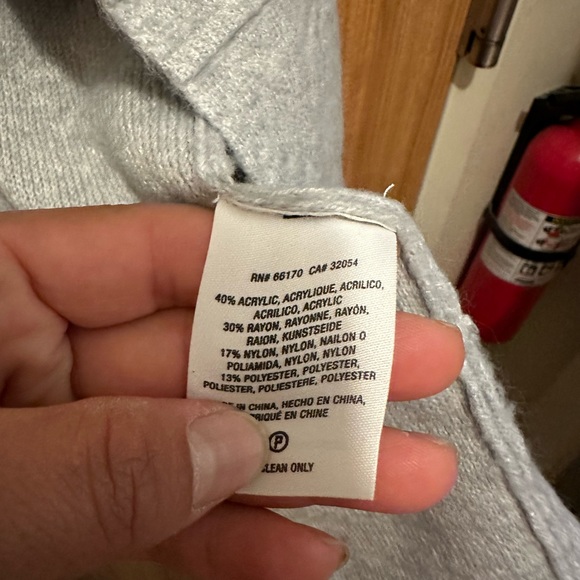 RN# 66170 CA# 32054
40% ACRYLIC, ACRYLIQUE, ACRILICO,
ACRILICO, ACRYLIC
30% RAYON, RAYONNE, RAYÓN,
RAION, KUNSTSEIDE
17% NYLON, NYLON, NAILON O
POLIAMIDA, NYLON, NYLON
13% POLYESTER, POLYESTER,
POLIESTER, POLIESTERE, POLYESTER
IN CHINA, HECHO EN CHINA,
EN CHINE
P
CLEAN ONLY